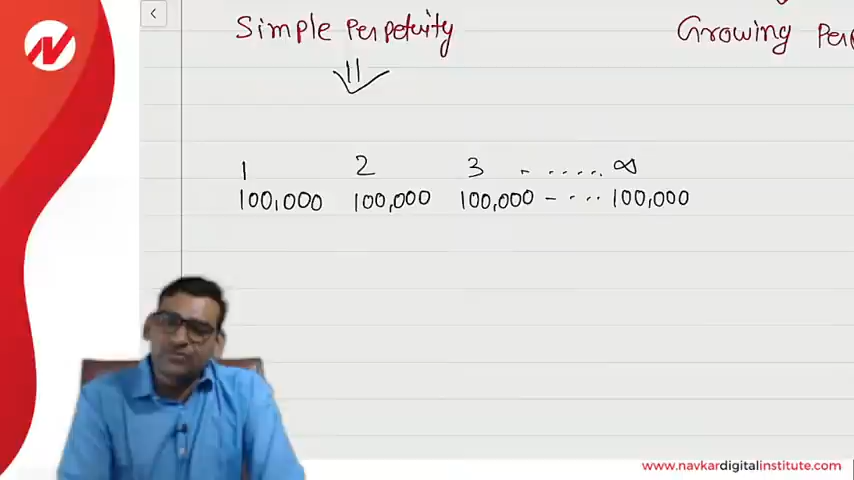 Simple Perpetuity
Growing
1 2 3 - ..... ∞
100,000 100,000 100,000 - ... 100,000
www.navkardigitalinstitute.com